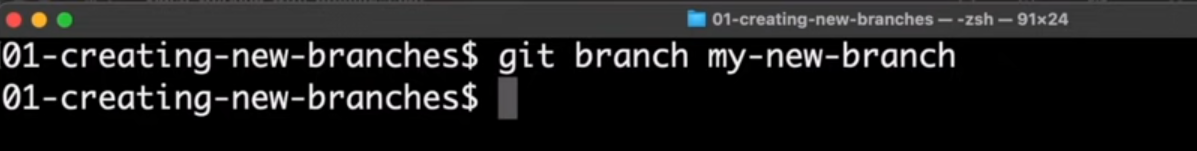 01-creating-new-branches — -zsh — 91×24
01-creating-new-branches$ git branch my-new-branch
01-creating-new-branches$